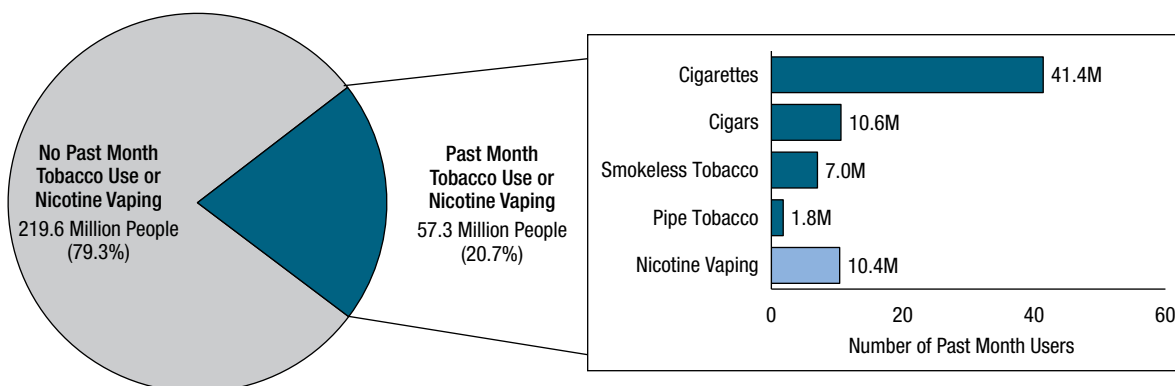 No Past Month
Tobacco Use or
Nicotine Vaping
219.6 Million People
(79.3%)
Past Month
Tobacco Use or
Nicotine Vaping
57.3 Million People
(20.7%)
Cigarettes 41.4M
Cigars 10.6M
Smokeless Tobacco 7.0M
Pipe Tobacco 1.8M
Nicotine Vaping 10.4M
0 20 40 60
Number of Past Month Users